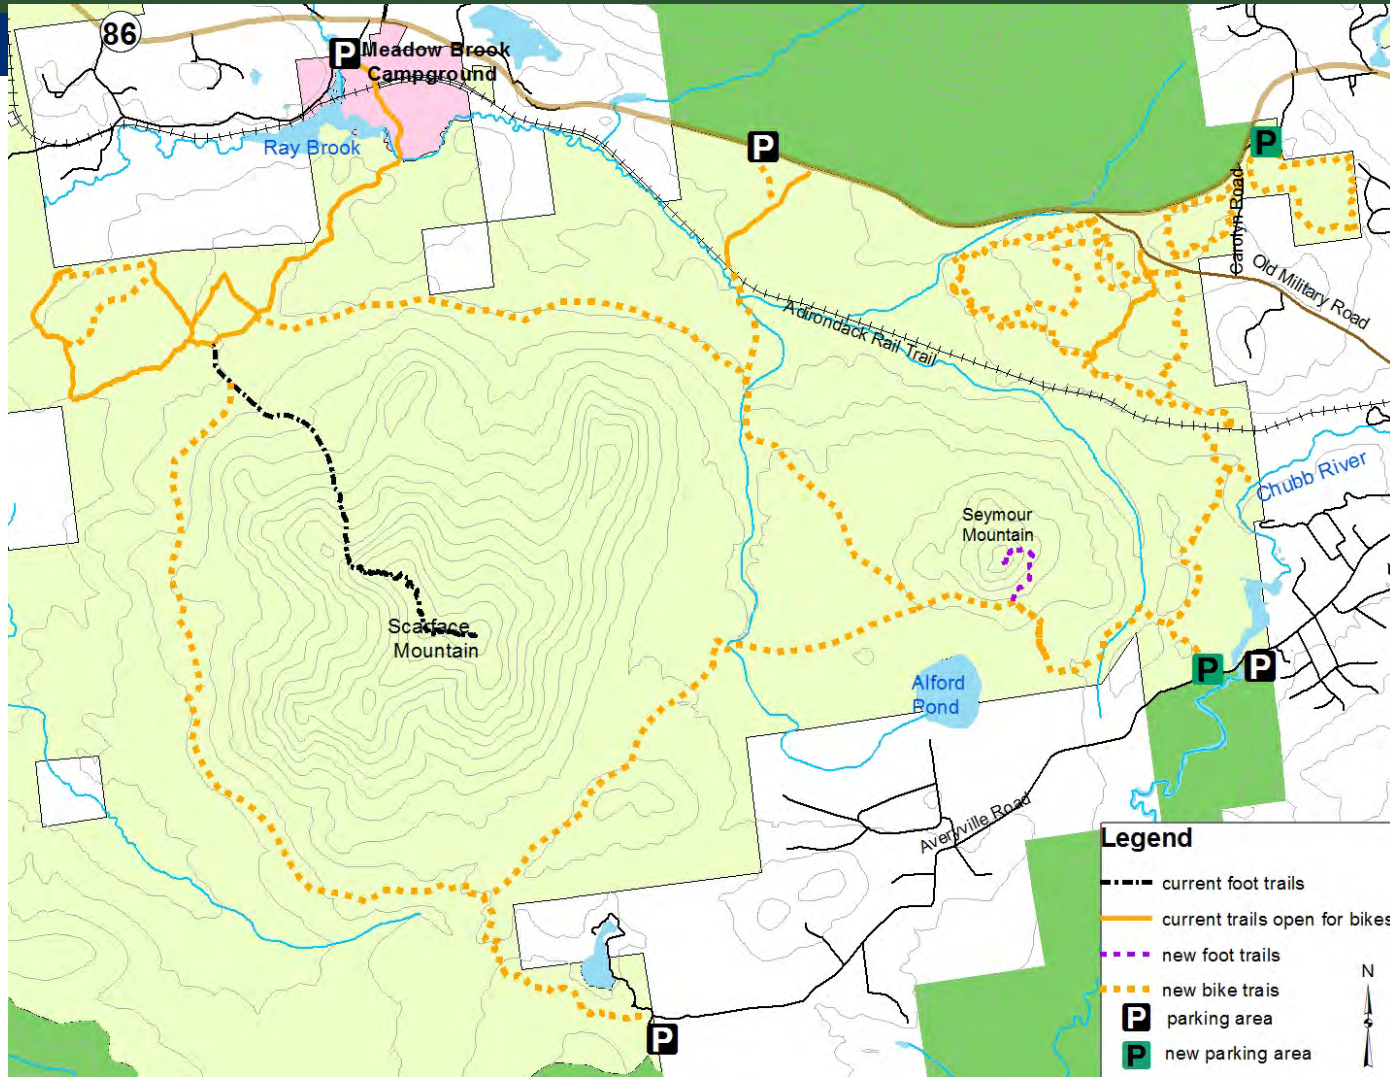 86
P
Meadow Brook
Campground
Ray Brook
P
P
Carolyn Road
Old Military Road
Adirondack Rail Trail
Chubb River
Seymour
Mountain
Scarface
Mountain
Alford
Pond
P
P
Averyville Road
P
Legend
current foot trails
current trails open for bikes
new foot trails
new bike trais
P parking area
P new parking area
N